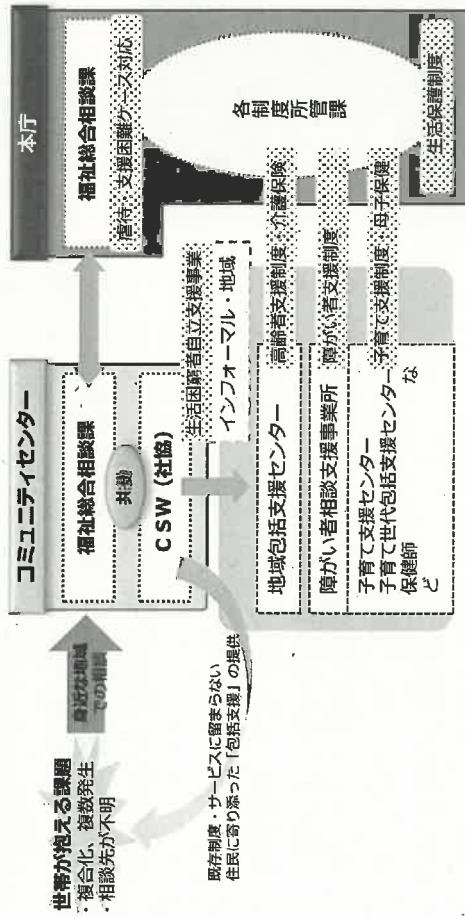 世帯が抱える課題
・複合化、複数発生
・相談先が不明
身近な地域
での相談
コミュニティセンター
福祉総合相談課
協働
CSW(社協)
既存制度・サービスに留まらない
住民に寄り添った「包括支援」の提供
生活困窮者自立支援事業
インフォーマル・地域
地域包括支援センター
障がい者相談支援事業所
子育て支援センター
子育て世代包括支援センター
保健師 な
ど
高齢者支援制度・介護保険
障がい者支援制度
子育て支援制度・母子保健
本庁
福祉総合相談課
虐待・支援困難ケース対応
各制度所管課
生活保護制度